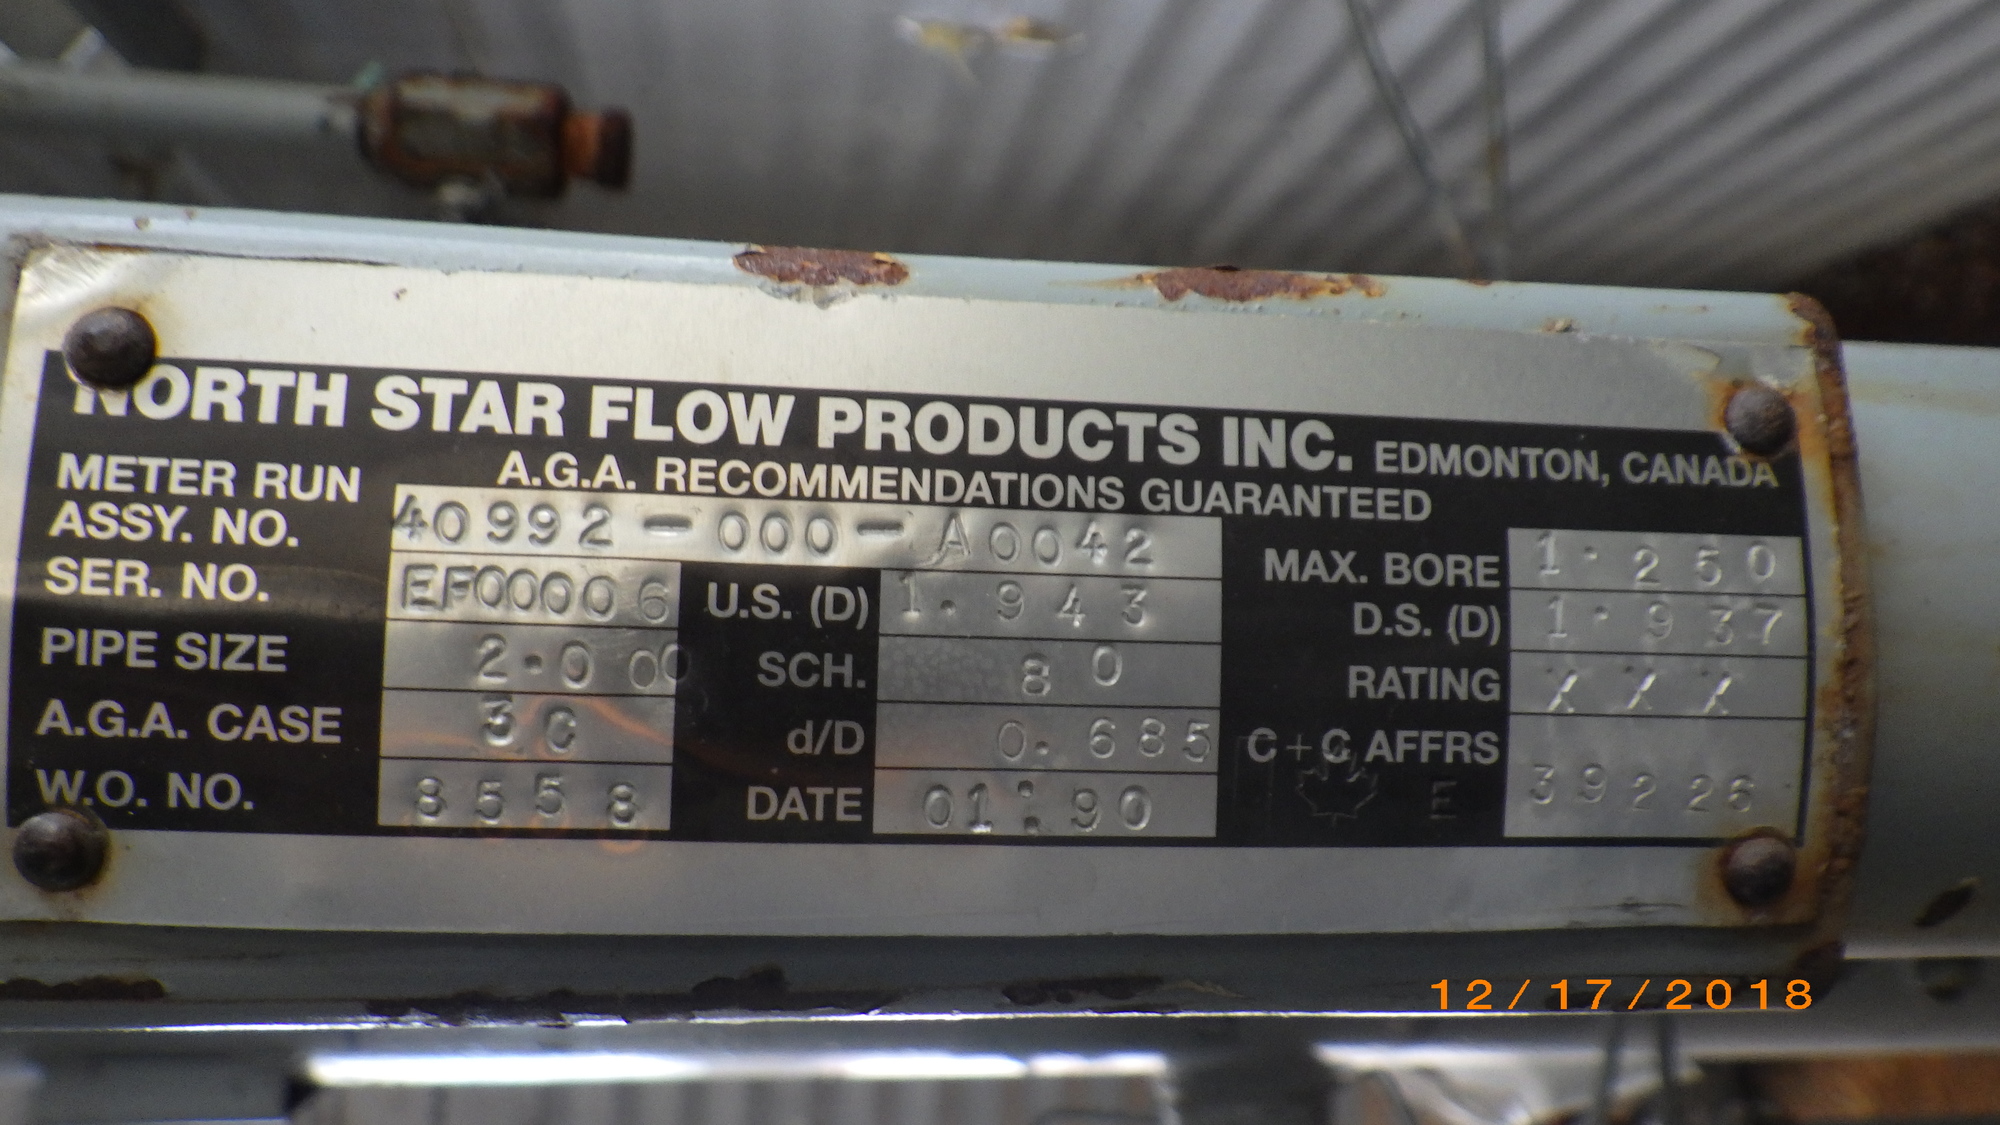 NORTH STAR FLOW PRODUCTS INC. EDMONTON, CANADA
A.G.A. RECOMMENDATIONS GUARANTEED
METER RUN
ASSY. NO. 40992-000-A0042 MAX. BORE 1.250
SER. NO. EF00006 U.S. (D) 1.943 D.S. (D) 1.937
PIPE SIZE 2.000 SCH. 80 RATING XXX
A.G.A. CASE 3C d/D 0.685 C+C AFFRS 39226
W.O. NO. 8558 DATE 01:90 E
12/17/2018